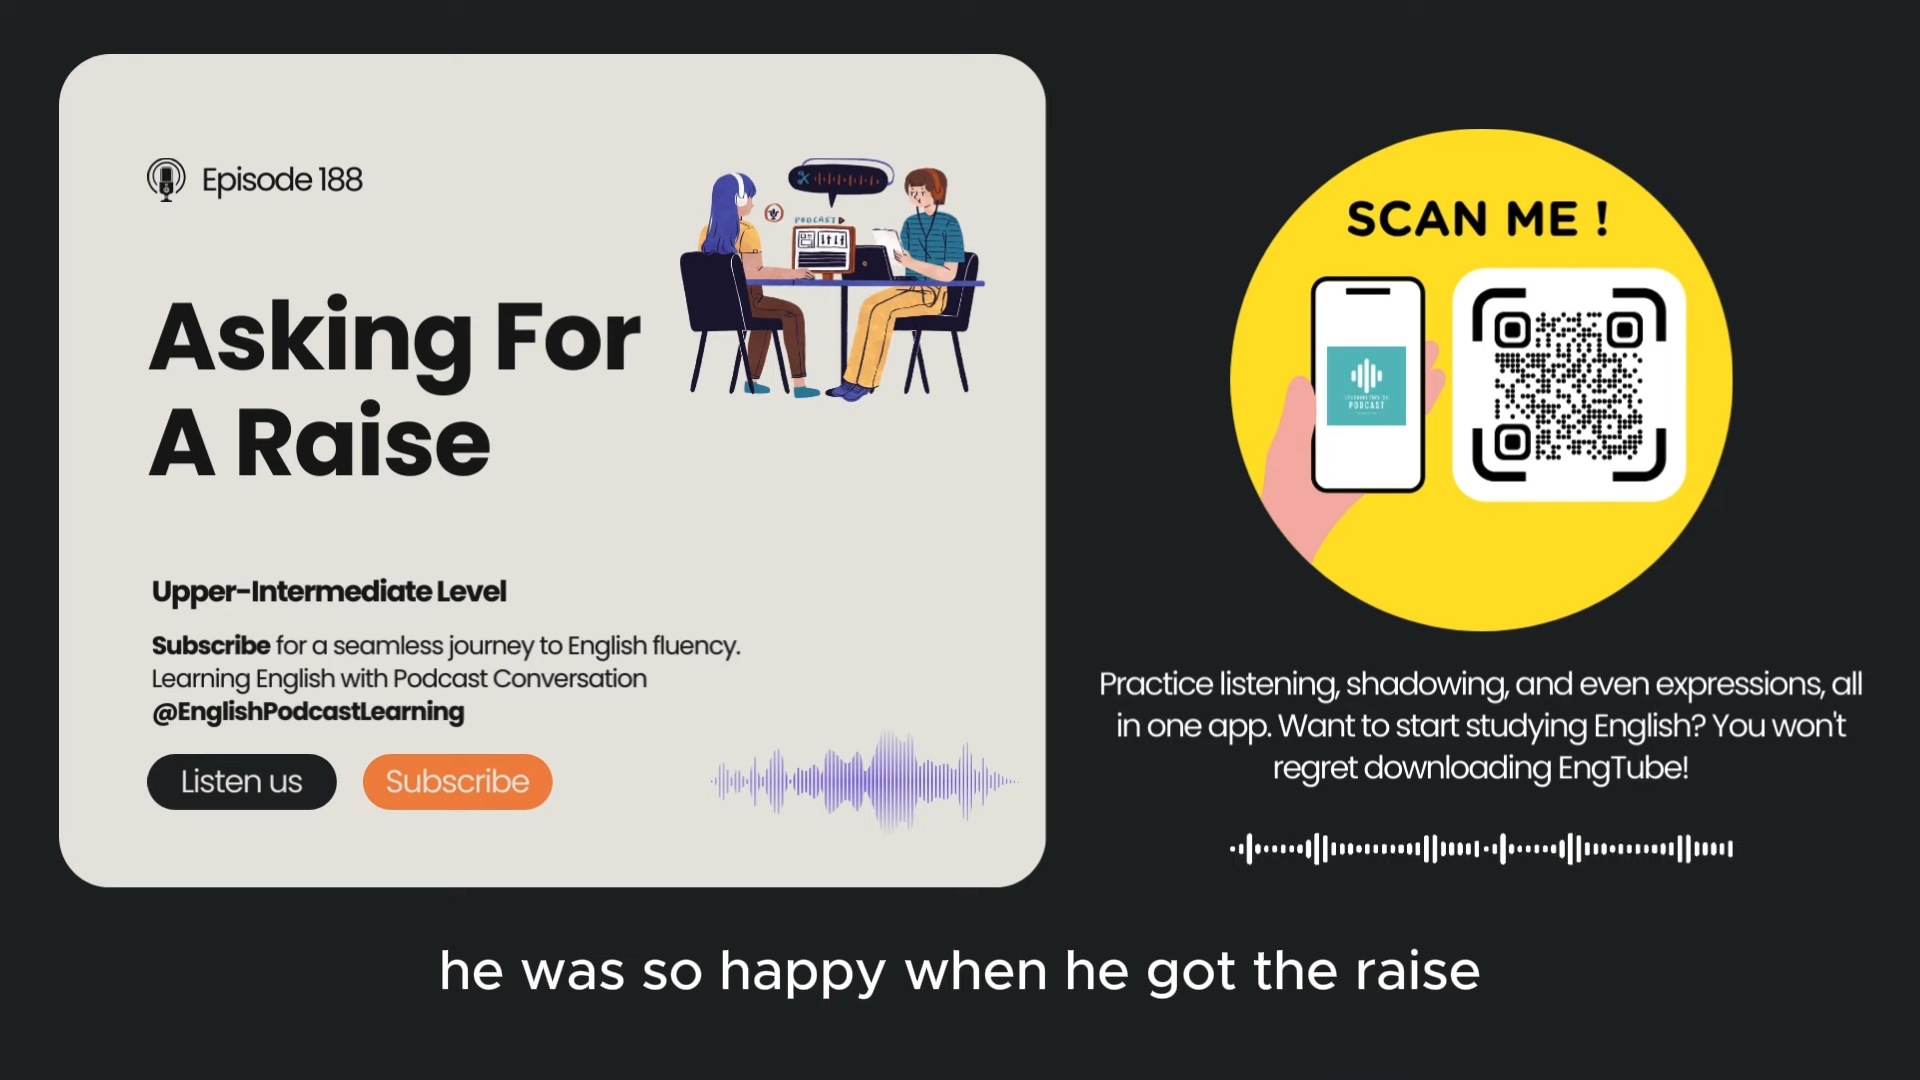 Episode 188
PODCAST
Asking For
A Raise
Upper-Intermediate Level
Subscribe for a seamless journey to English fluency.
Learning English with Podcast Conversation
@EnglishPodcastLearning
Listen us
Subscribe
SCAN ME !
PODCAST
Practice listening, shadowing, and even expressions, all
in one app. Want to start studying English? You won't
regret downloading EngTube!
he was so happy when he got the raise